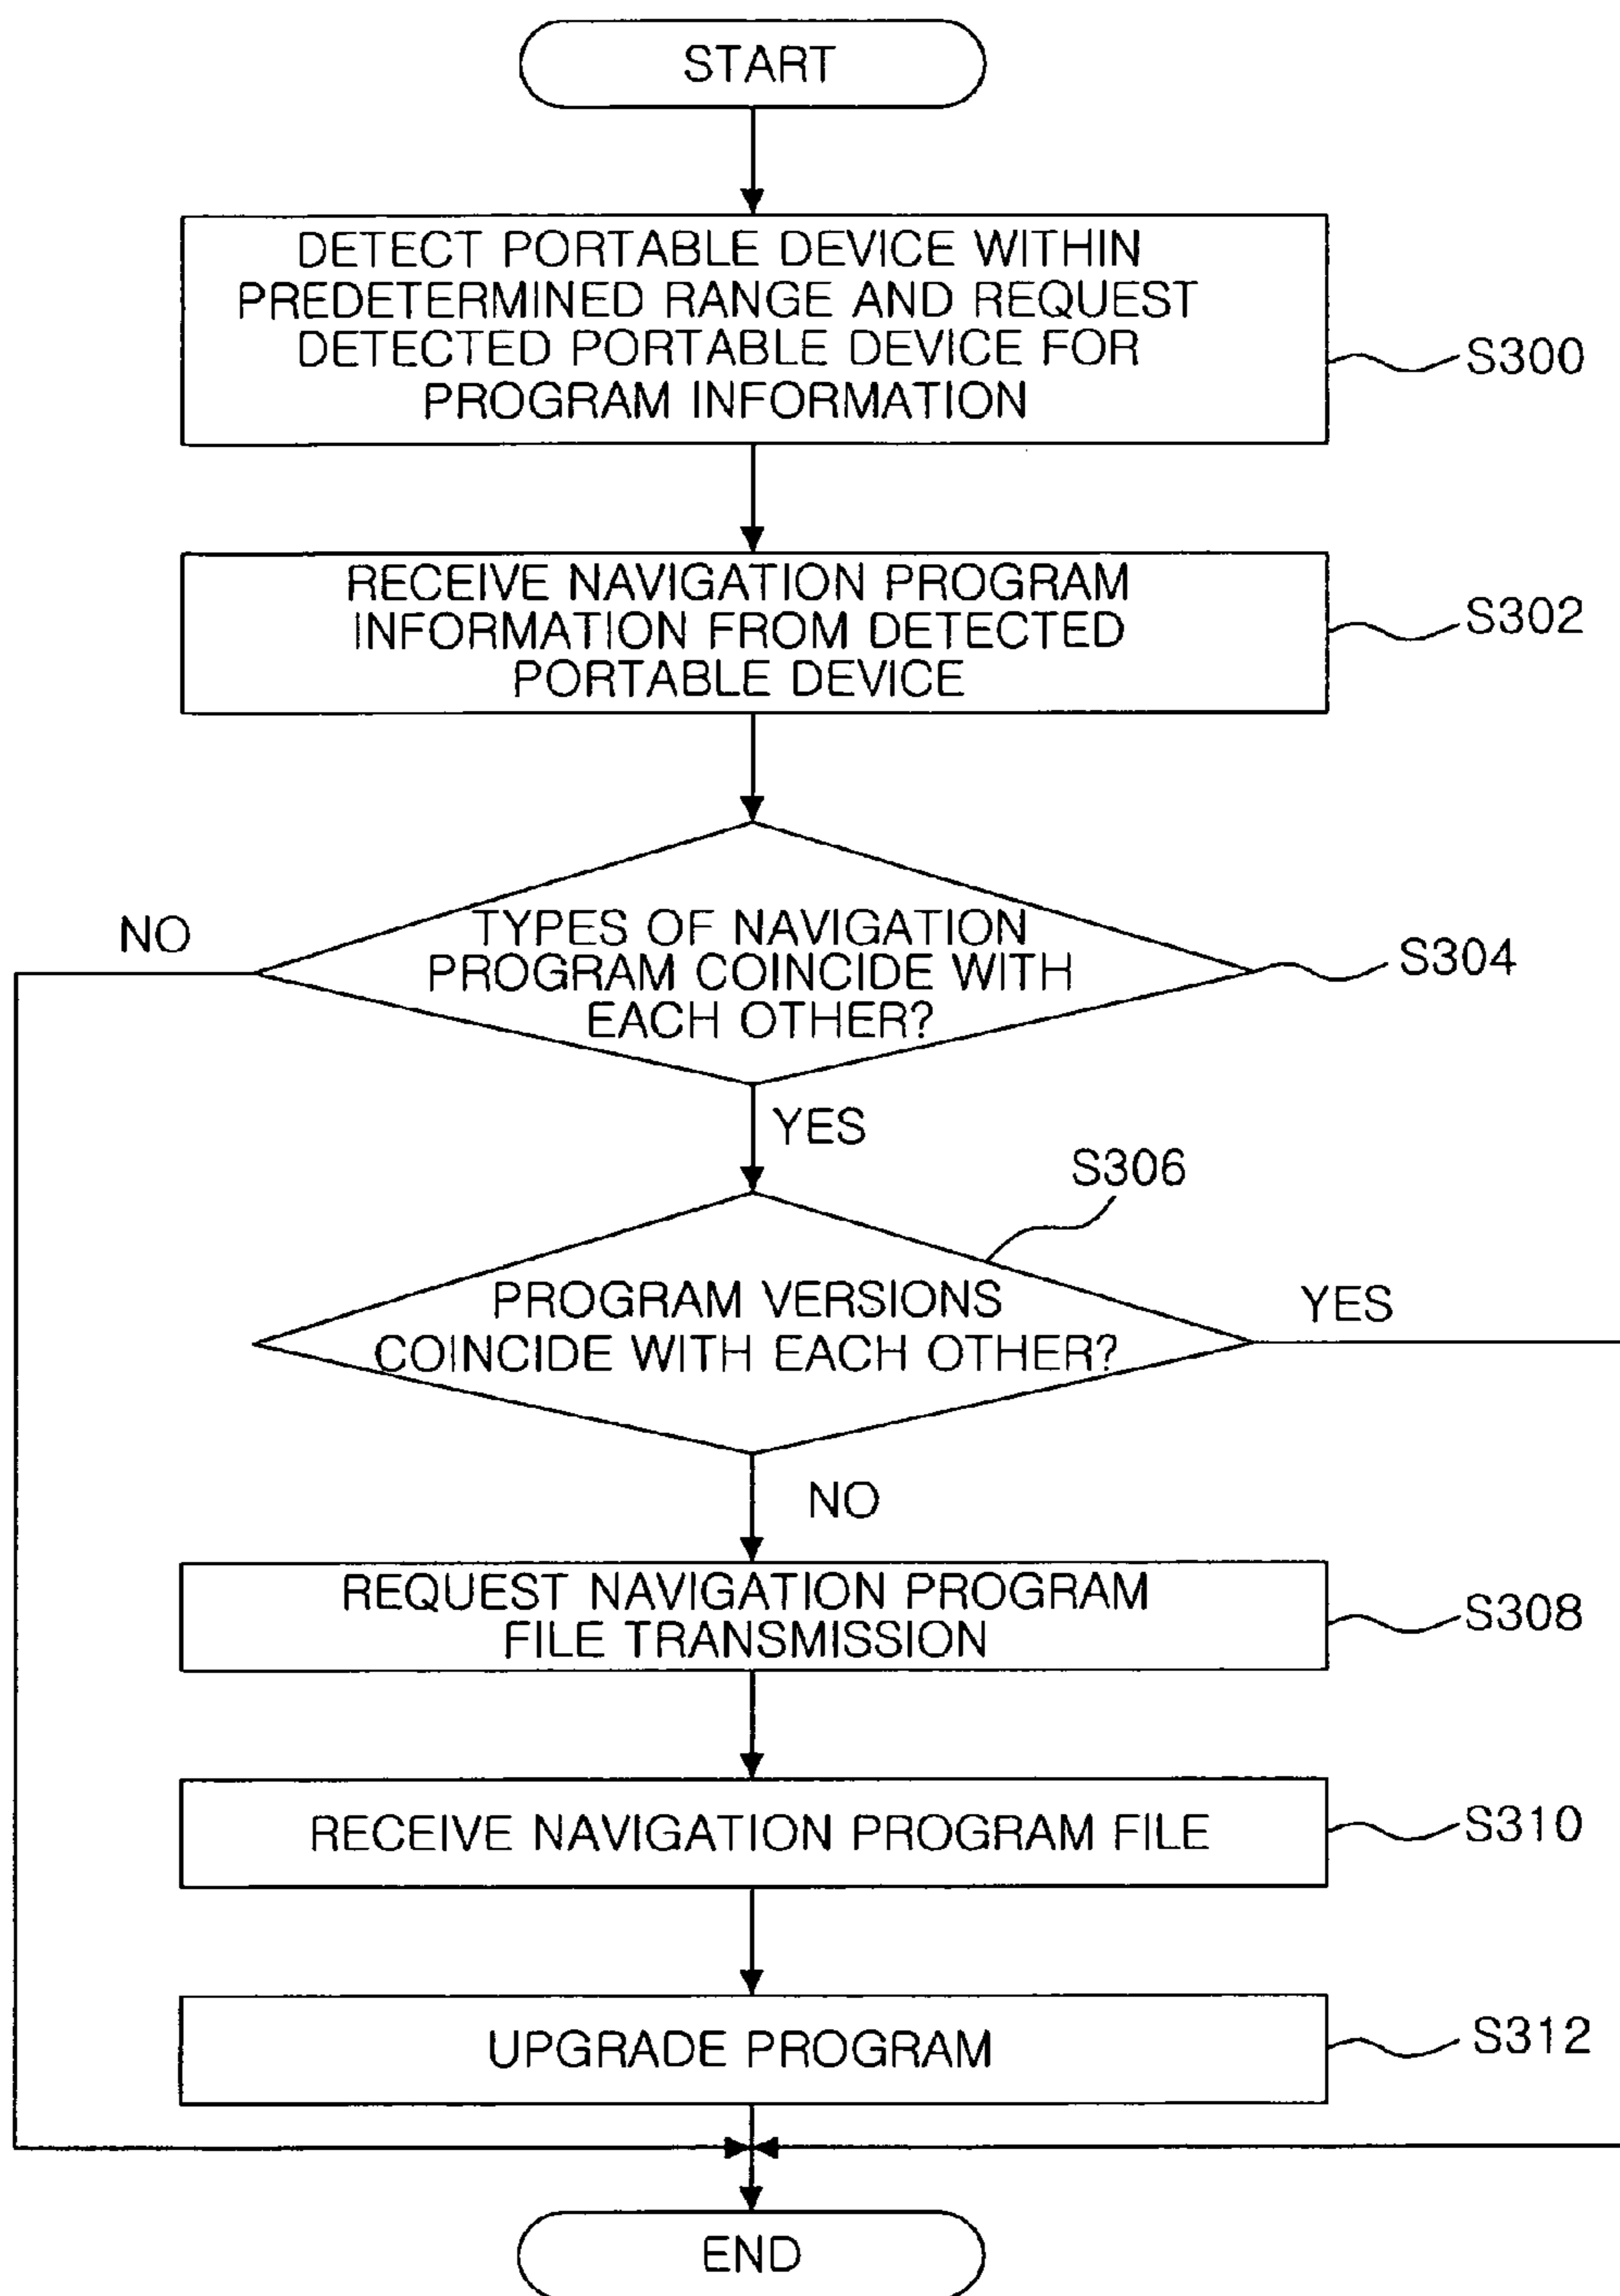 START
DETECT PORTABLE DEVICE WITHIN
PREDETERMINED RANGE AND REQUEST
DETECTED PORTABLE DEVICE FOR
PROGRAM INFORMATION
S300
RECEIVE NAVIGATION PROGRAM
INFORMATION FROM DETECTED
PORTABLE DEVICE
S302
NO
TYPES OF NAVIGATION
PROGRAM COINCIDE WITH
EACH OTHER?
S304
YES
S306
PROGRAM VERSIONS
COINCIDE WITH EACH OTHER?
YES
NO
REQUEST NAVIGATION PROGRAM
FILE TRANSMISSION
S308
RECEIVE NAVIGATION PROGRAM FILE
S310
UPGRADE PROGRAM
S312
END